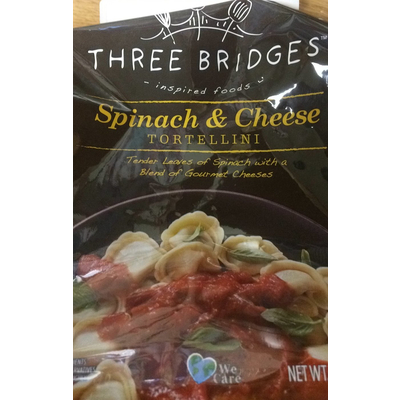 THREE BRIDGES™
- inspired foods -
Spinach & Cheese
TORTELLINI
Tender Leaves of Spinach with a
Blend of Gourmet Cheeses
We
Care
NET WT